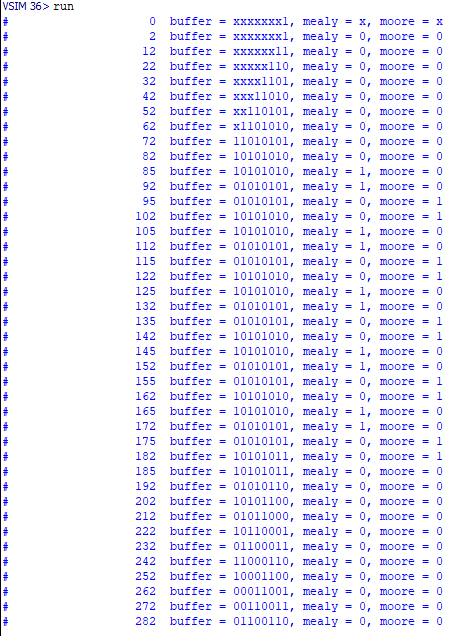 VSIM 36> run
# 0 buffer = xxxxxxx1, mealy = x, moore = x
# 2 buffer = xxxxxxx1, mealy = 0, moore = 0
# 12 buffer = xxxxxx11, mealy = 0, moore = 0
# 22 buffer = xxxxx110, mealy = 0, moore = 0
# 32 buffer = xxxx1101, mealy = 0, moore = 0
# 42 buffer = xxx11010, mealy = 0, moore = 0
# 52 buffer = xx110101, mealy = 0, moore = 0
# 62 buffer = x1101010, mealy = 0, moore = 0
# 72 buffer = 11010101, mealy = 0, moore = 0
# 82 buffer = 10101010, mealy = 0, moore = 0
# 85 buffer = 10101010, mealy = 1, moore = 0
# 92 buffer = 01010101, mealy = 1, moore = 0
# 95 buffer = 01010101, mealy = 0, moore = 1
# 102 buffer = 10101010, mealy = 0, moore = 1
# 105 buffer = 10101010, mealy = 1, moore = 0
# 112 buffer = 01010101, mealy = 1, moore = 0
# 115 buffer = 01010101, mealy = 0, moore = 1
# 122 buffer = 10101010, mealy = 0, moore = 1
# 125 buffer = 10101010, mealy = 1, moore = 0
# 132 buffer = 01010101, mealy = 1, moore = 0
# 135 buffer = 01010101, mealy = 0, moore = 1
# 142 buffer = 10101010, mealy = 0, moore = 1
# 145 buffer = 10101010, mealy = 1, moore = 0
# 152 buffer = 01010101, mealy = 1, moore = 0
# 155 buffer = 01010101, mealy = 0, moore = 1
# 162 buffer = 10101010, mealy = 0, moore = 1
# 165 buffer = 10101010, mealy = 1, moore = 0
# 172 buffer = 01010101, mealy = 1, moore = 0
# 175 buffer = 01010101, mealy = 0, moore = 1
# 182 buffer = 10101011, mealy = 0, moore = 1
# 185 buffer = 10101011, mealy = 0, moore = 0
# 192 buffer = 01010110, mealy = 0, moore = 0
# 202 buffer = 10101100, mealy = 0, moore = 0
# 212 buffer = 01011000, mealy = 0, moore = 0
# 222 buffer = 10110001, mealy = 0, moore = 0
# 232 buffer = 01100011, mealy = 0, moore = 0
# 242 buffer = 11000110, mealy = 0, moore = 0
# 252 buffer = 10001100, mealy = 0, moore = 0
# 262 buffer = 00011001, mealy = 0, moore = 0
# 272 buffer = 00110011, mealy = 0, moore = 0
# 282 buffer = 01100110, mealy = 0, moore = 0